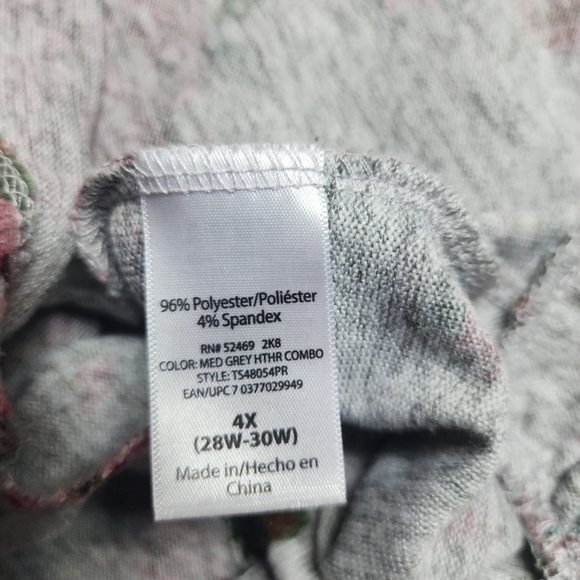 96% Polyester/Poliéster
4% Spandex
RN# 52469 2K8
COLOR: MED GREY HTHR COMBO
STYLE: TS48054PR
EAN/UPC 7 0377029949
4X
(28W-30W)
Made in/Hecho en
China